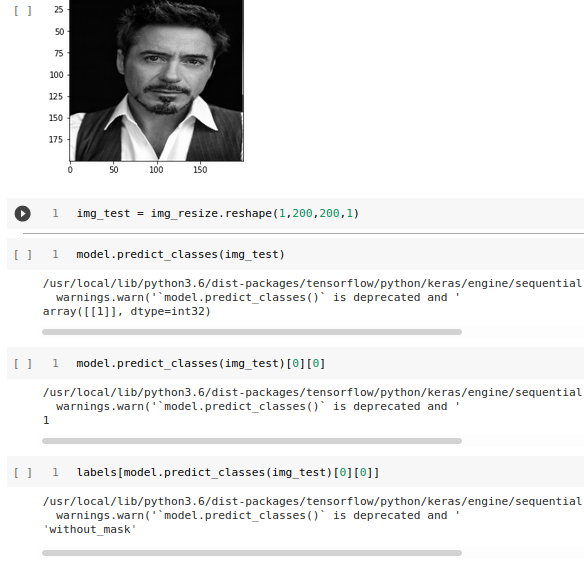 [ ]
25
50
75
100
125
150
175
0 50 100 150
1 img_test = img_resize.reshape(1,200,200,1)
[ ] 1 model.predict_classes(img_test)
/usr/local/lib/python3.6/dist-packages/tensorflow/python/keras/engine/sequential
warnings.warn('`model.predict_classes()` is deprecated and '
array([[1]], dtype=int32)
[ ] 1 model.predict_classes(img_test)[0][0]
/usr/local/lib/python3.6/dist-packages/tensorflow/python/keras/engine/sequential
warnings.warn('`model.predict_classes()` is deprecated and '
1
[ ] 1 labels[model.predict_classes(img_test)[0][0]]
/usr/local/lib/python3.6/dist-packages/tensorflow/python/keras/engine/sequential
warnings.warn('`model.predict_classes()` is deprecated and '
'without_mask'